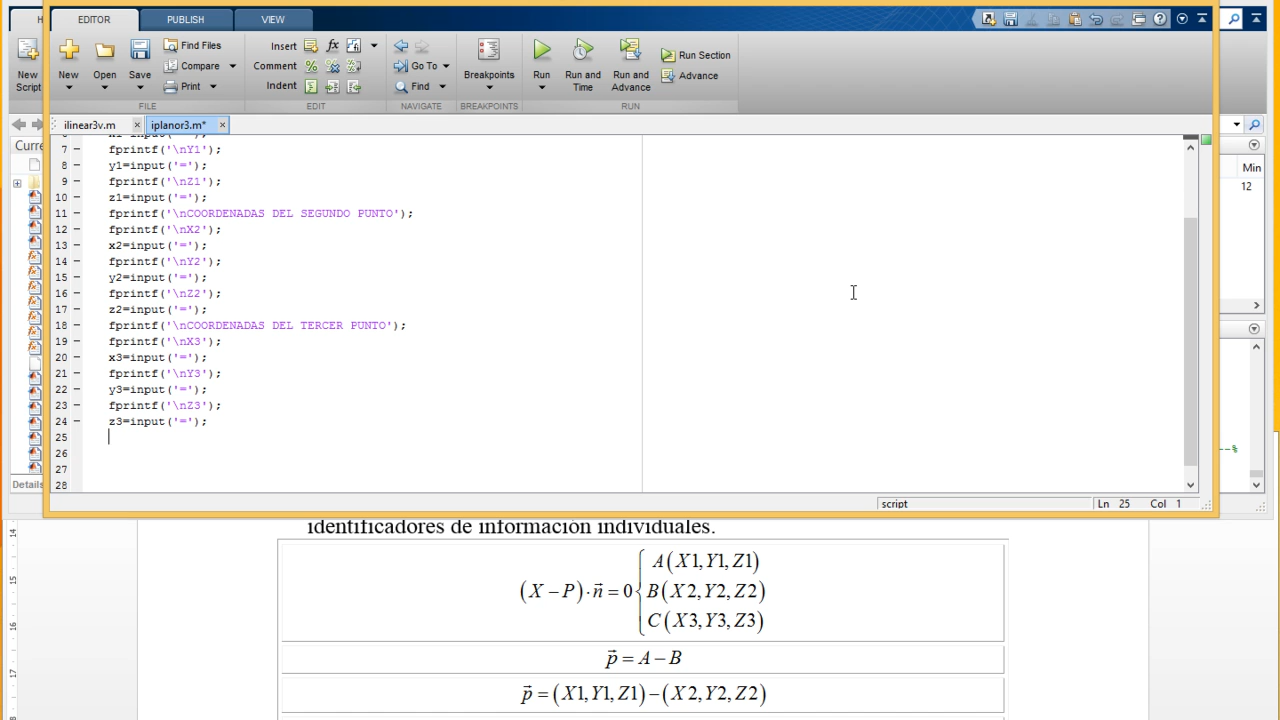 EDITOR PUBLISH VIEW
New Script
New Open Save Find Files Compare Print
Insert Comment Indent
Go To Find
Breakpoints
Run Run and Time Run and Advance Run Section Advance
FILE EDIT NAVIGATE BREAKPOINTS RUN
ilinear3v.m × iplanor3.m* ×
Curre
Min
12
7 – fprintf('\nY1');
8 – y1=input('=');
9 – fprintf('\nZ1');
10 – z1=input('=');
11 – fprintf('\nCOORDENADAS DEL SEGUNDO PUNTO');
12 – fprintf('\nX2');
13 – x2=input('=');
14 – fprintf('\nY2');
15 – y2=input('=');
16 – fprintf('\nZ2');
17 – z2=input('=');
18 – fprintf('\nCOORDENADAS DEL TERCER PUNTO');
19 – fprintf('\nX3');
20 – x3=input('=');
21 – fprintf('\nY3');
22 – y3=input('=');
23 – fprintf('\nZ3');
24 – z3=input('=');
25
26
27
28
--%
Details
script Ln 25 Col 1
identificadores de información individuales.
(X − P)·n⃗ = 0 { A(X1,Y1,Z1)
B(X2,Y2,Z2)
C(X3,Y3,Z3)
p⃗ = A − B
p⃗ = (X1,Y1,Z1) − (X2,Y2,Z2)
14
15
16
17